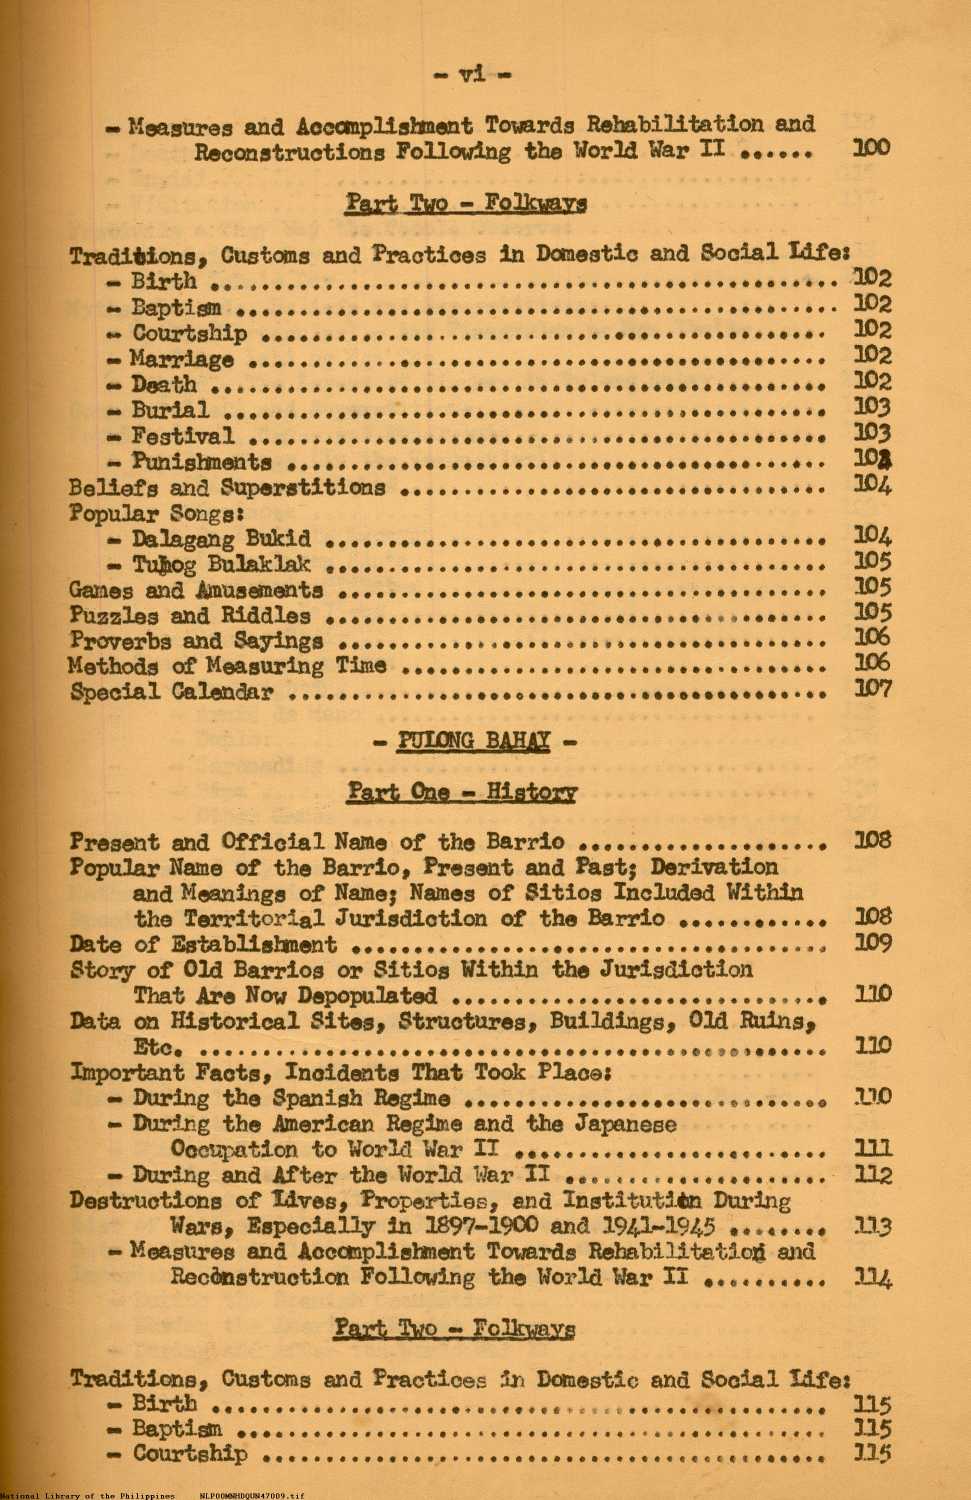 - vi -
- Measures and Accomplishment Towards Rehabilitation and
Reconstructions Following the World War II ...... 100
Part Two - Folkways
Traditions, Customs and Practices in Domestic and Social Life:
- Birth .................................................. 102
- Baptism ................................................ 102
- Courtship ............................................. 102
- Marriage .............................................. 102
- Death ................................................. 102
- Burial ................................................ 103
- Festival .............................................. 103
- Punishments ........................................... 10
Beliefs and Superstitions .................................. 104
Popular Songs:
- Dalagang Bukid ........................................ 104
- Tuhog Bulaklak ........................................ 105
Games and Amusements ....................................... 105
Puzzles and Riddles ........................................ 105
Proverbs and Sayings ....................................... 106
Methods of Measuring Time .................................. 106
Special Calendar ........................................... 107
- PULONG BAHAY -
Part One - History
Present and Official Name of the Barrio .................... 108
Popular Name of the Barrio, Present and Past; Derivation
and Meanings of Name; Names of Sitios Included Within
the Territorial Jurisdiction of the Barrio ............ 108
Date of Establishment ...................................... 109
Story of Old Barrios or Sitios Within the Jurisdiction
That Are Now Depopulated .............................. 110
Data on Historical Sites, Structures, Buildings, Old Ruins,
Etc. .................................................. 110
Important Facts, Incidents That Took Place:
- During the Spanish Regime ............................. 110
- During the American Regime and the Japanese
Occupation to World War II ......................... 111
- During and After the World War II ..................... 112
Destructions of Lives, Properties, and Institution During
Wars, Especially in 1897-1900 and 1941-1945 ........ 113
- Measures and Accomplishment Towards Rehabilitation and
Reconstruction Following the World War II .......... 114
Part Two - Folkways
Traditions, Customs and Practices in Domestic and Social Life:
- Birth ................................................. 115
- Baptism ............................................... 115
- Courtship ............................................. 115
National Library of the Philippines NLPOOMNHDQUN47009.tif